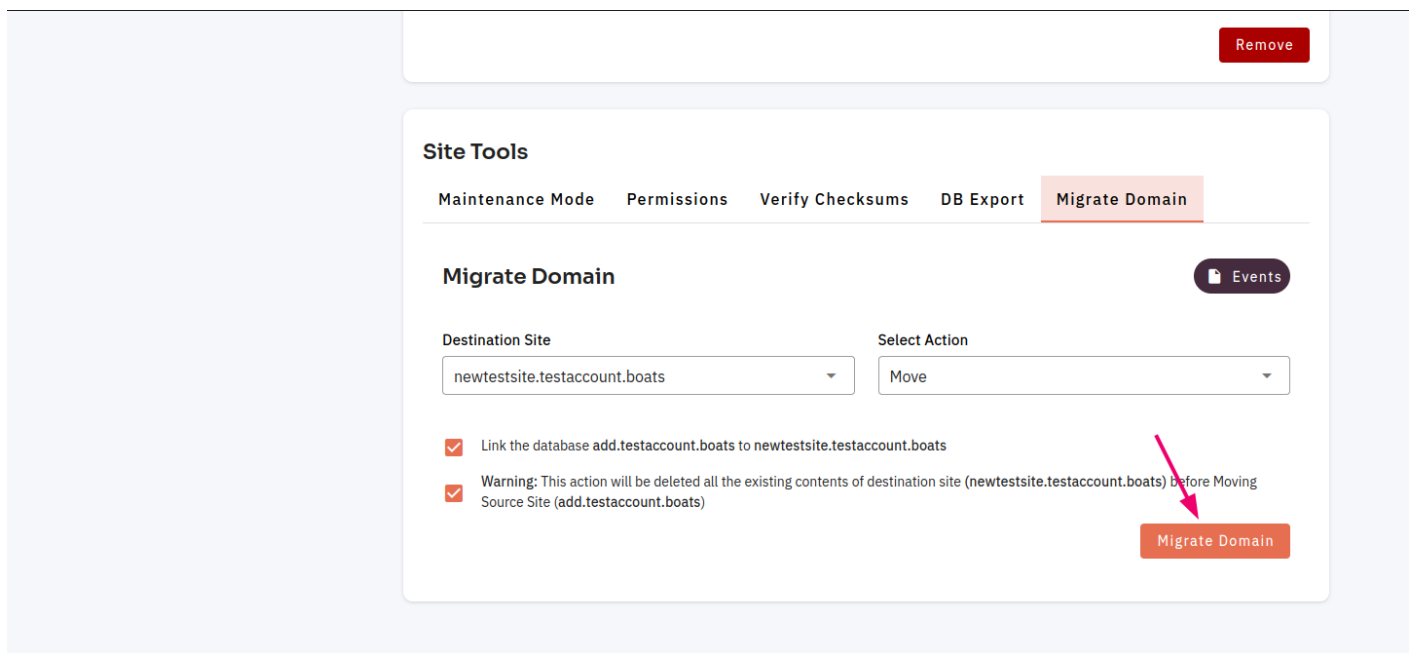 Remove
Site Tools
Maintenance Mode Permissions Verify Checksums DB Export Migrate Domain
Migrate Domain
Events
Destination Site
Select Action
newtestsite.testaccount.boats
Move
Link the database add.testaccount.boats to newtestsite.testaccount.boats
Warning: This action will be deleted all the existing contents of destination site (newtestsite.testaccount.boats) before Moving
Source Site (add.testaccount.boats)
Migrate Domain